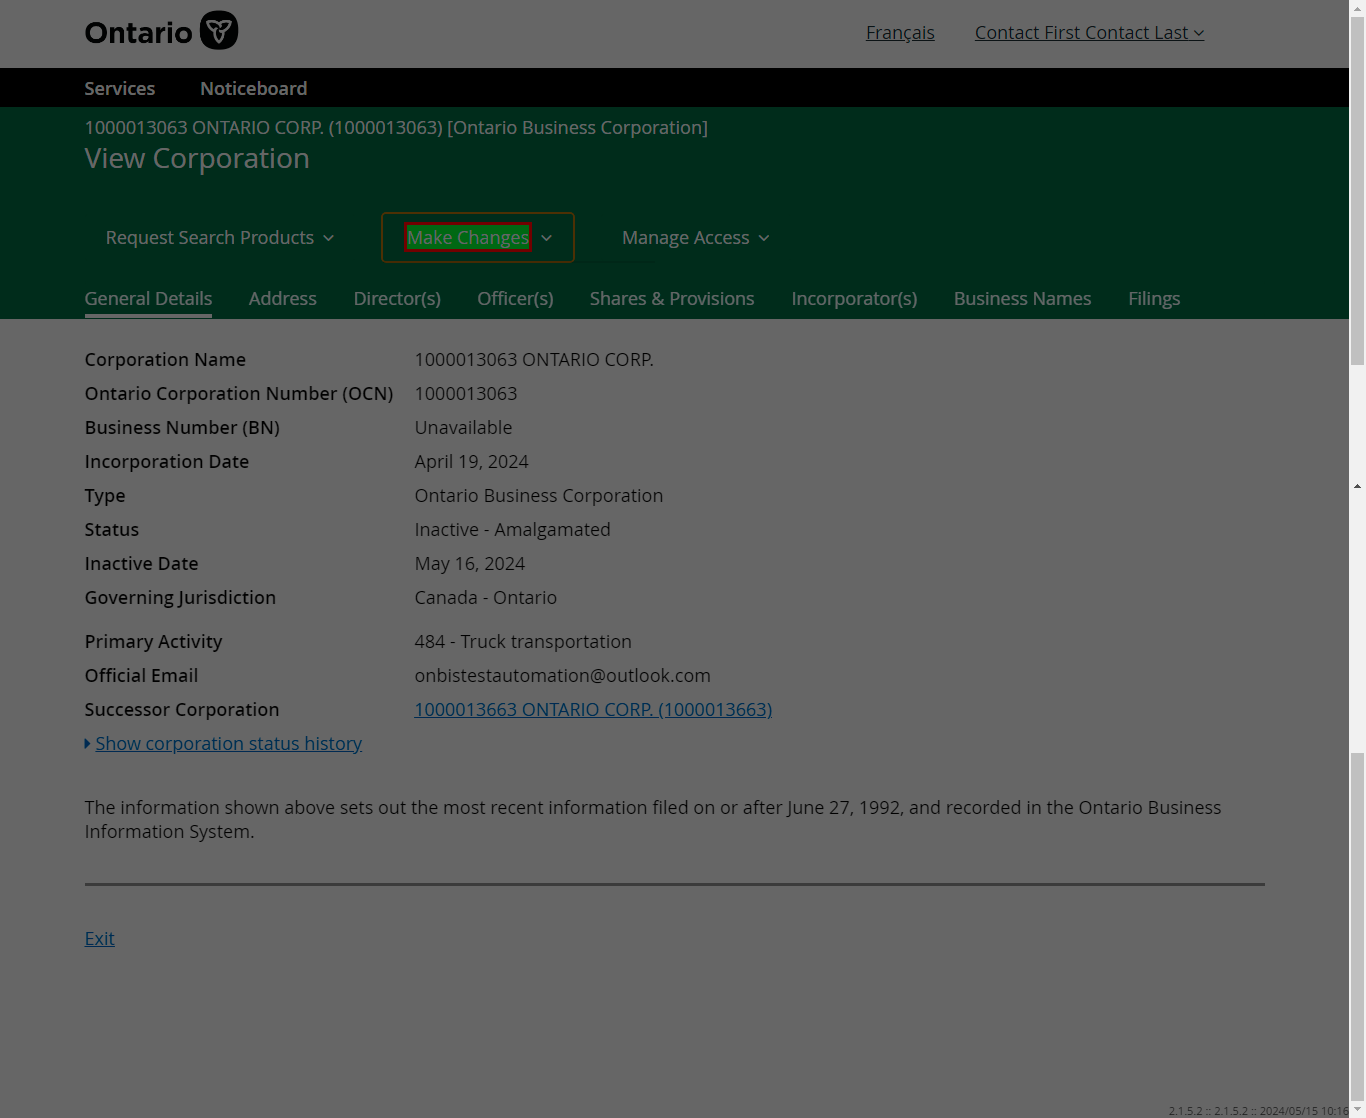 Ontario
Français
Contact First Contact Last
Services
Noticeboard
1000013063 ONTARIO CORP. (1000013063) [Ontario Business Corporation]
View Corporation
Request Search Products
Make Changes
Manage Access
General Details
Address
Director(s)
Officer(s)
Shares & Provisions
Incorporator(s)
Business Names
Filings
Corporation Name 1000013063 ONTARIO CORP.
Ontario Corporation Number (OCN) 1000013063
Business Number (BN) Unavailable
Incorporation Date April 19, 2024
Type Ontario Business Corporation
Status Inactive - Amalgamated
Inactive Date May 16, 2024
Governing Jurisdiction Canada - Ontario
Primary Activity 484 - Truck transportation
Official Email onbistestautomation@outlook.com
Successor Corporation 1000013663 ONTARIO CORP. (1000013663)
Show corporation status history
The information shown above sets out the most recent information filed on or after June 27, 1992, and recorded in the Ontario Business
Information System.
Exit
2.1.5.2 :: 2.1.5.2 :: 2024/05/15 10:16